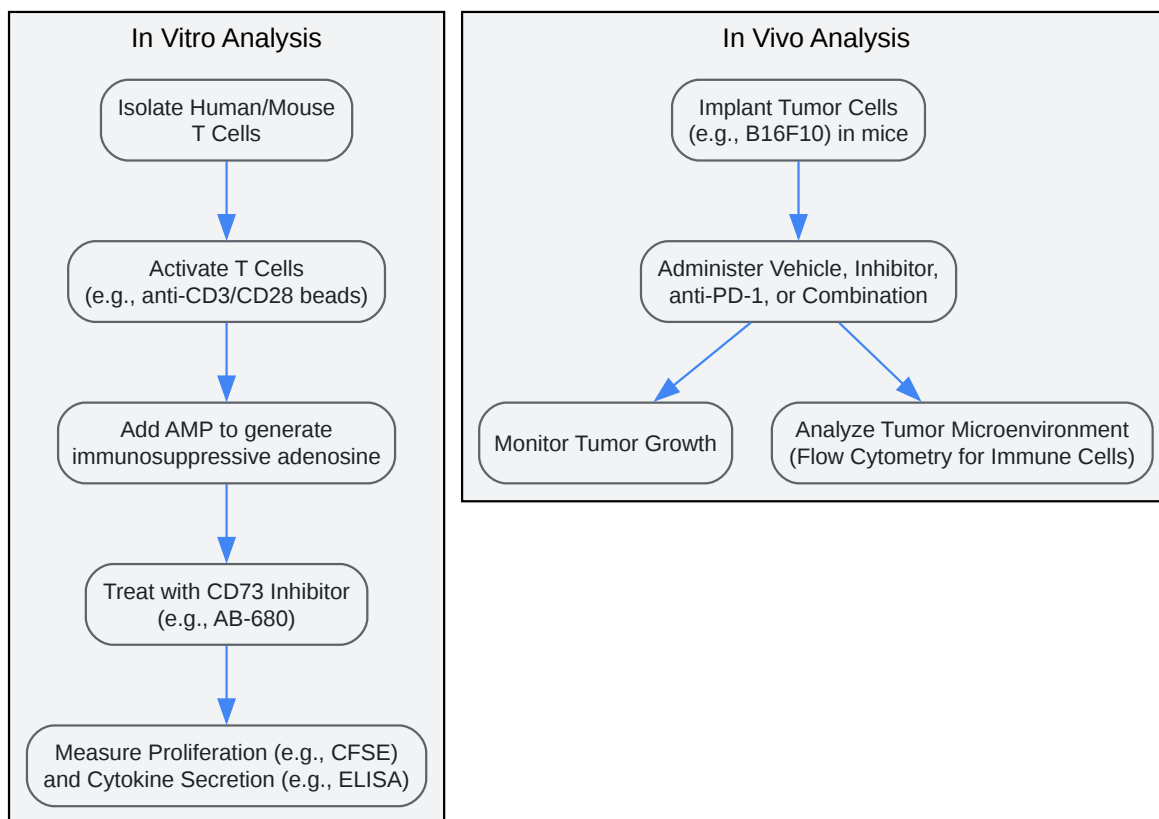 In Vitro Analysis
Isolate Human/Mouse
T Cells
Activate T Cells
(e.g., anti-CD3/CD28 beads)
Add AMP to generate
immunosuppressive adenosine
Treat with CD73 Inhibitor
(e.g., AB-680)
Measure Proliferation (e.g., CFSE)
and Cytokine Secretion (e.g., ELISA)
In Vivo Analysis
Implant Tumor Cells
(e.g., B16F10) in mice
Administer Vehicle, Inhibitor,
anti-PD-1, or Combination
Monitor Tumor Growth
Analyze Tumor Microenvironment
(Flow Cytometry for Immune Cells)